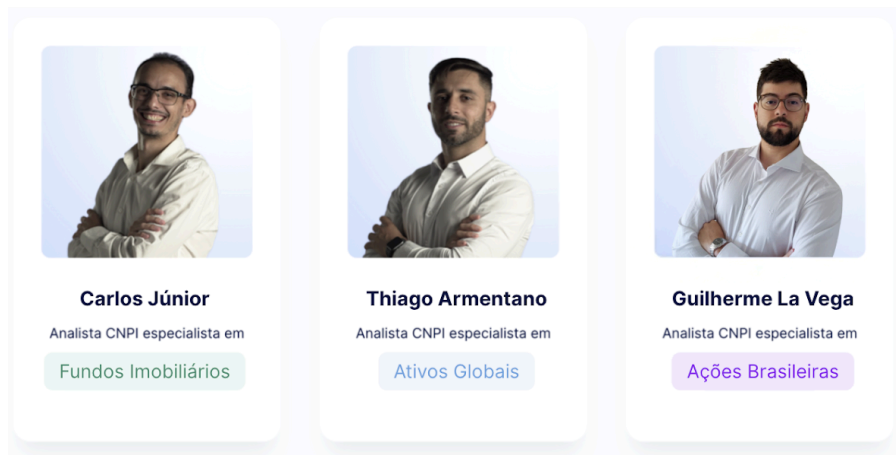 Carlos Júnior
Analista CNPI especialista em
Fundos Imobiliários
Thiago Armentano
Analista CNPI especialista em
Ativos Globais
Guilherme La Vega
Analista CNPI especialista em
Ações Brasileiras